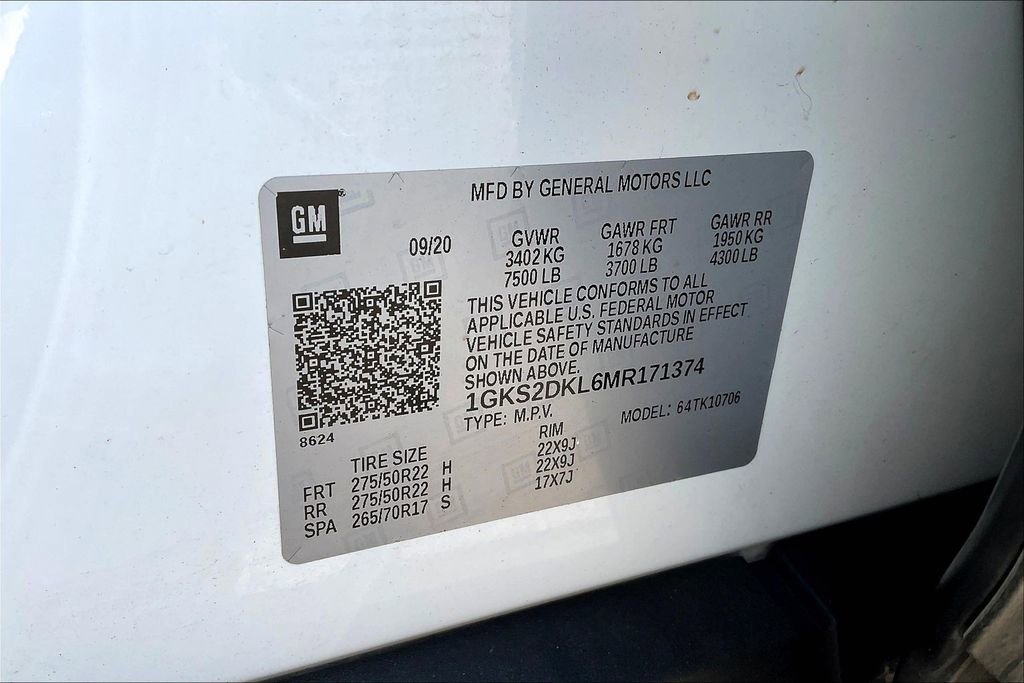 GM
MFD BY GENERAL MOTORS LLC
09/20
GVWR GAWR FRT GAWR RR
3402 KG 1678 KG 1950 KG
7500 LB 3700 LB 4300 LB
THIS VEHICLE CONFORMS TO ALL
APPLICABLE U.S. FEDERAL MOTOR
VEHICLE SAFETY STANDARDS IN EFFECT
ON THE DATE OF MANUFACTURE
SHOWN ABOVE.
1GKS2DKL6MR171374
TYPE: M.P.V. MODEL: 64TK10706
8624
TIRE SIZE RIM
FRT 275/50R22 H 22X9J
RR 275/50R22 H 22X9J
SPA 265/70R17 S 17X7J